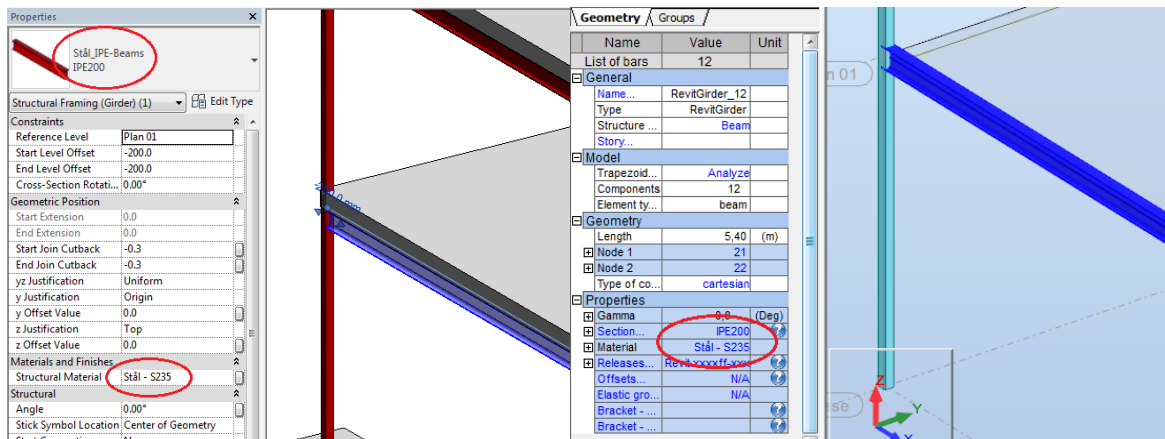 Properties
×
Stål_IPE-Beams
IPE200
Structural Framing (Girder) (1)
Edit Type
Constraints
Reference Level Plan 01
Start Level Offset -200.0
End Level Offset -200.0
Cross-Section Rotati... 0.00°
Geometric Position
Start Extension 0.0
End Extension 0.0
Start Join Cutback -0.3
End Join Cutback -0.3
yz Justification Uniform
y Justification Origin
y Offset Value 0.0
z Justification Top
z Offset Value 0.0
Materials and Finishes
Structural Material Stål - S235
Structural
Angle 0.00°
Stick Symbol Location Center of Geometry
Geometry Groups
Name Value Unit
List of bars 12
General
Name... RevitGirder_12
Type RevitGirder
Structure ... Beam
Story...
Model
Trapezoid... Analyze
Components 12
Element ty... beam
Geometry
Length 5,40 (m)
Node 1 21
Node 2 22
Type of co... cartesian
Properties
Gamma 0,0 (Deg)
Section... IPE200
Material Stål - S235
Releases...
Offsets... N/A
Elastic gro... N/A
Bracket - ...
Bracket - ...
n 01
se
Z
Y
X